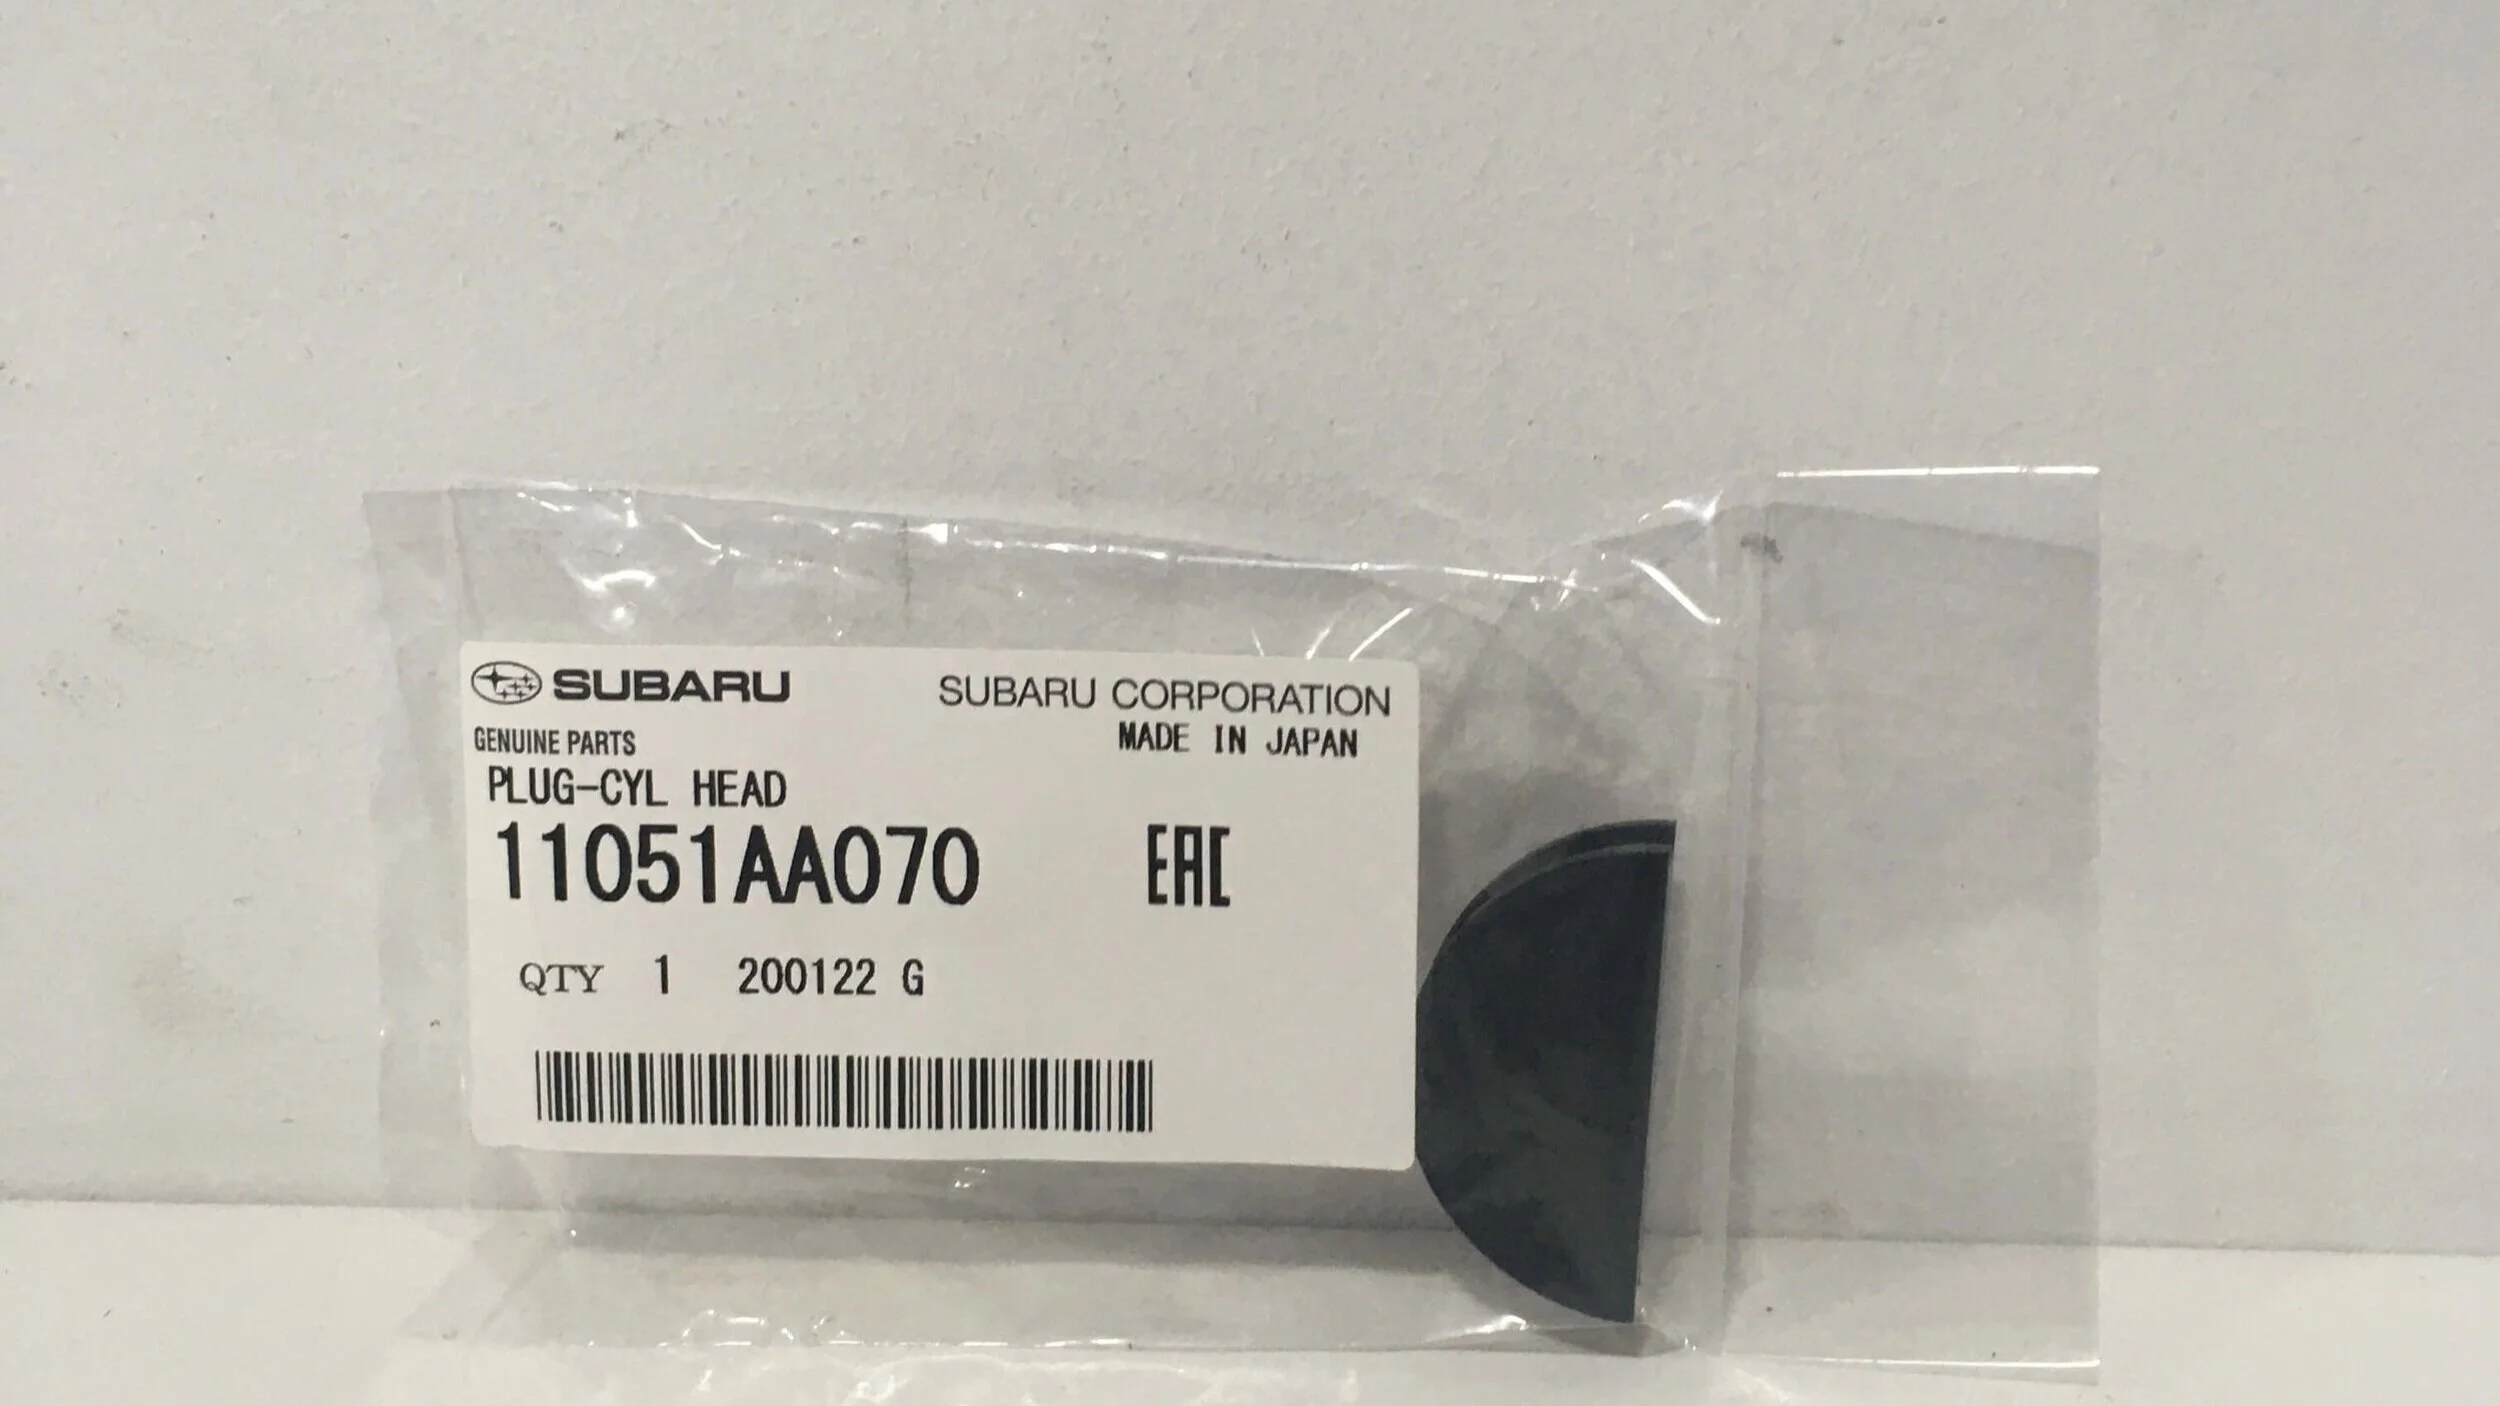 SUBARU
SUBARU CORPORATION
GENUINE PARTS
MADE IN JAPAN
PLUG-CYL HEAD
11051AA070
EAC
QTY 1 200122 G